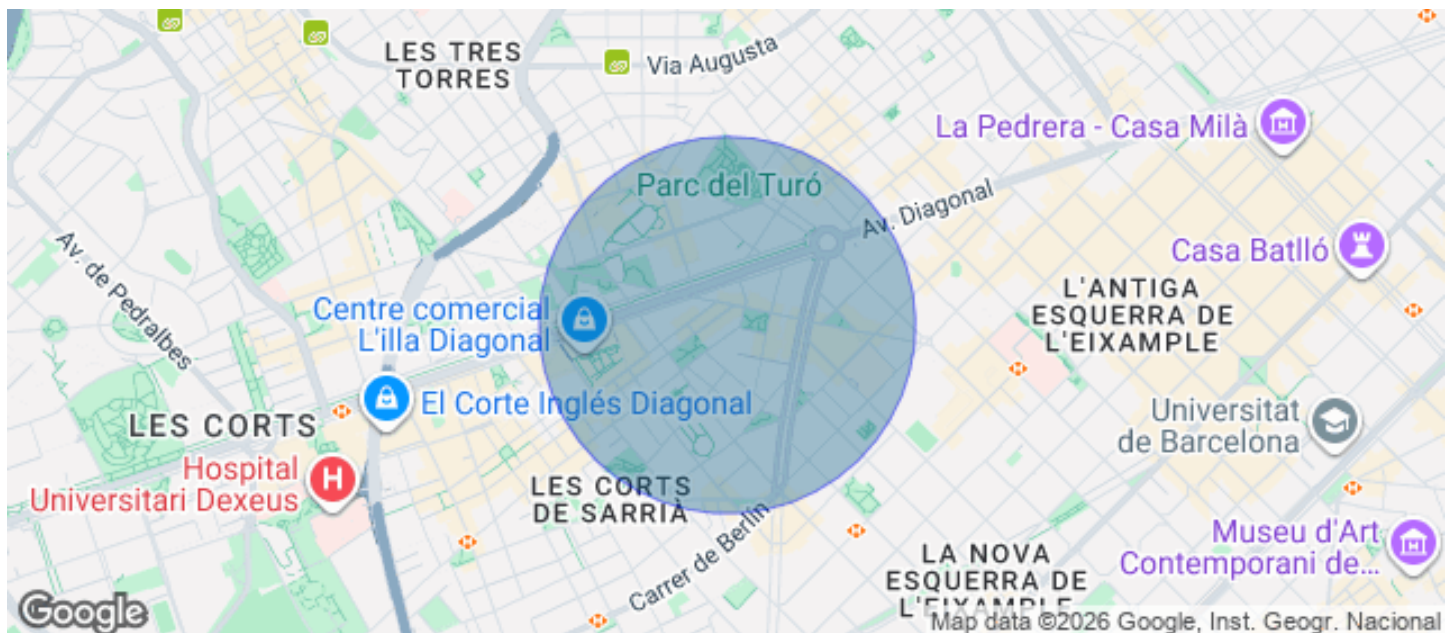 LES TRES
TORRES
Via Augusta
La Pedrera - Casa Milà
Parc del Turó
Av. Diagonal
Av. de Pedralbes
Casa Batlló
Centre comercial
L'illa Diagonal
L'ANTIGA
ESQUERRA DE
L'EIXAMPLE
El Corte Inglés Diagonal
LES CORTS
Universitat
de Barcelona
Hospital
Universitari Dexeus
H
LES CORTS
DE SARRIÀ
Carrer de Berlín
Museu d'Art
Contemporani de...
LA NOVA
ESQUERRA DE
L'EIXAMPLE
Google
Map data ©2026 Google, Inst. Geogr. Nacional